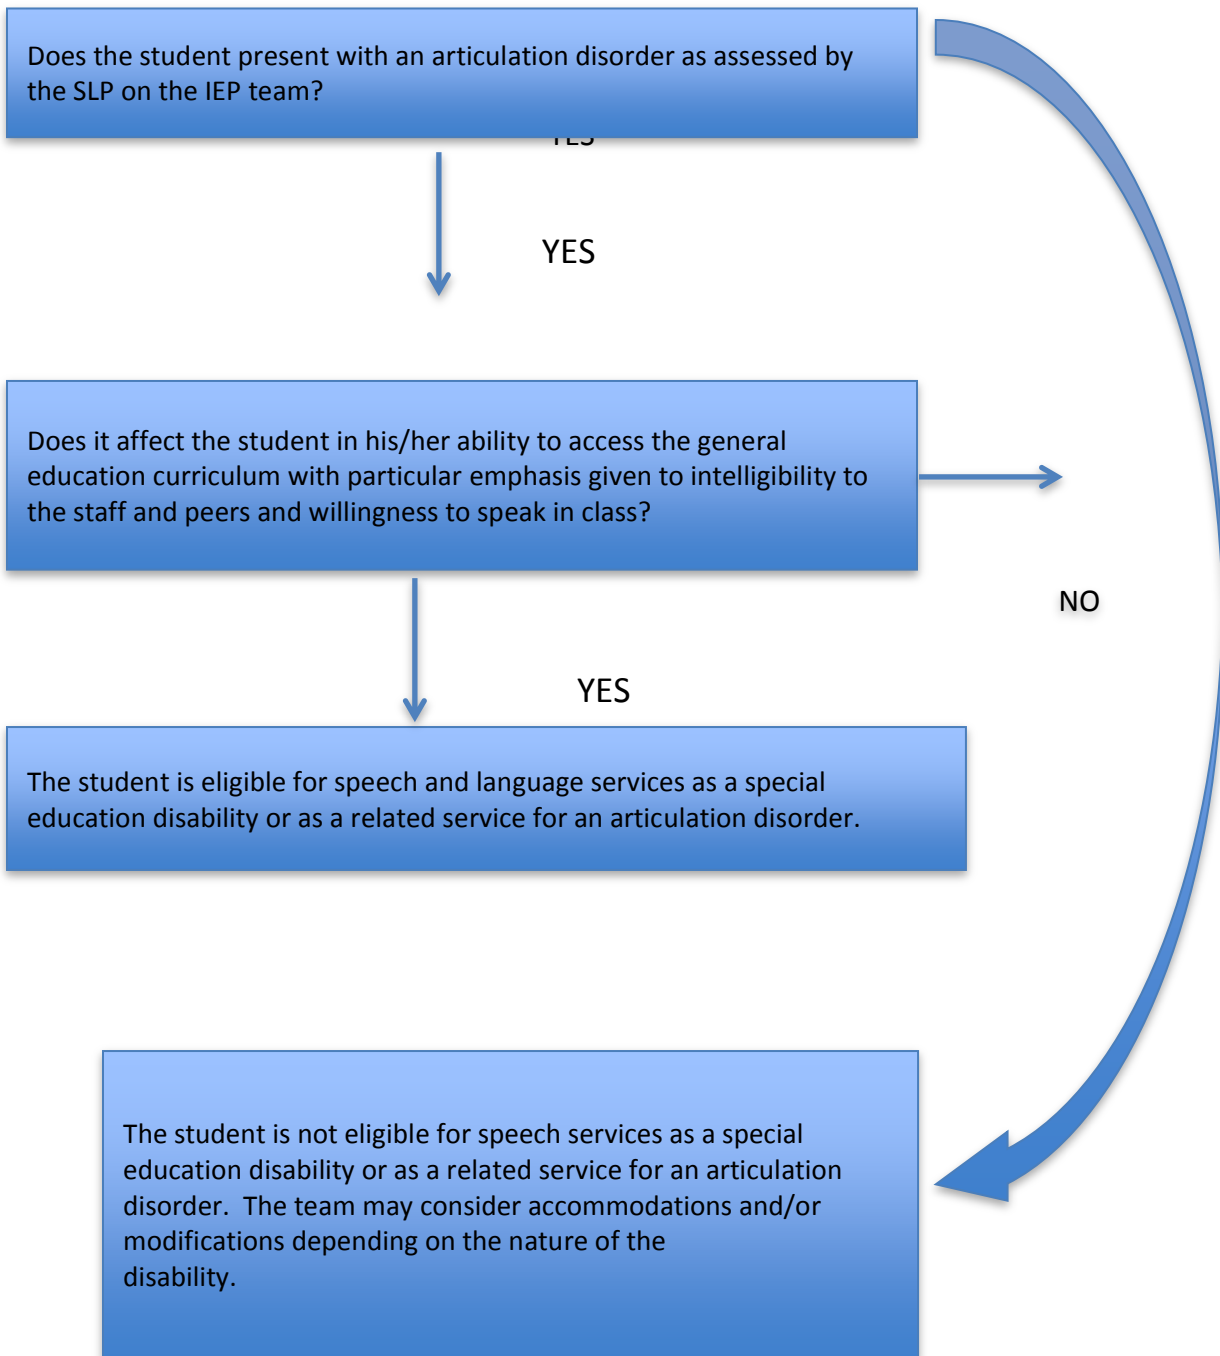 Does the student present with an articulation disorder as assessed by
the SLP on the IEP team?
YES
YES
Does it affect the student in his/her ability to access the general
education curriculum with particular emphasis given to intelligibility to
the staff and peers and willingness to speak in class?
NO
YES
The student is eligible for speech and language services as a special
education disability or as a related service for an articulation disorder.
The student is not eligible for speech services as a special
education disability or as a related service for an articulation
disorder.  The team may consider accommodations and/or
modifications depending on the nature of the
disability.